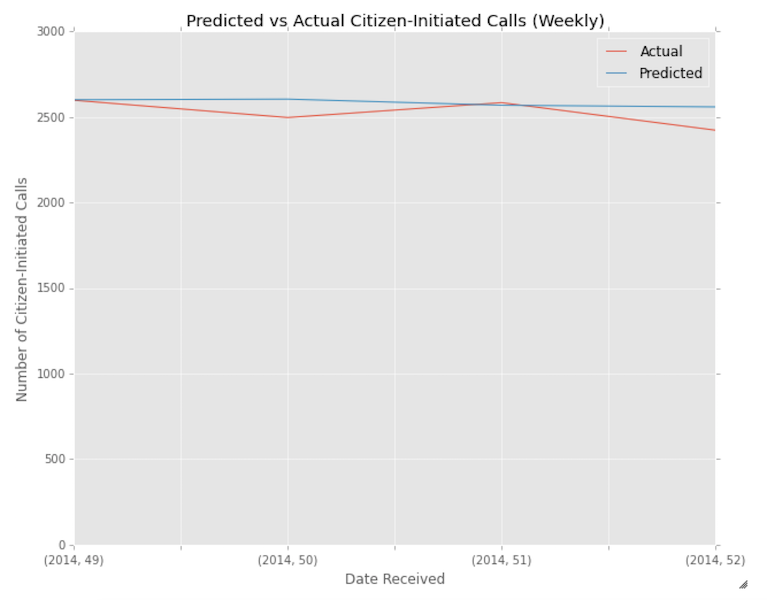 Predicted vs Actual Citizen-Initiated Calls (Weekly)
Actual
Predicted
3000
2500
2000
1500
1000
500
0
Number of Citizen-Initiated Calls
(2014, 49) (2014, 50) (2014, 51) (2014, 52)
Date Received